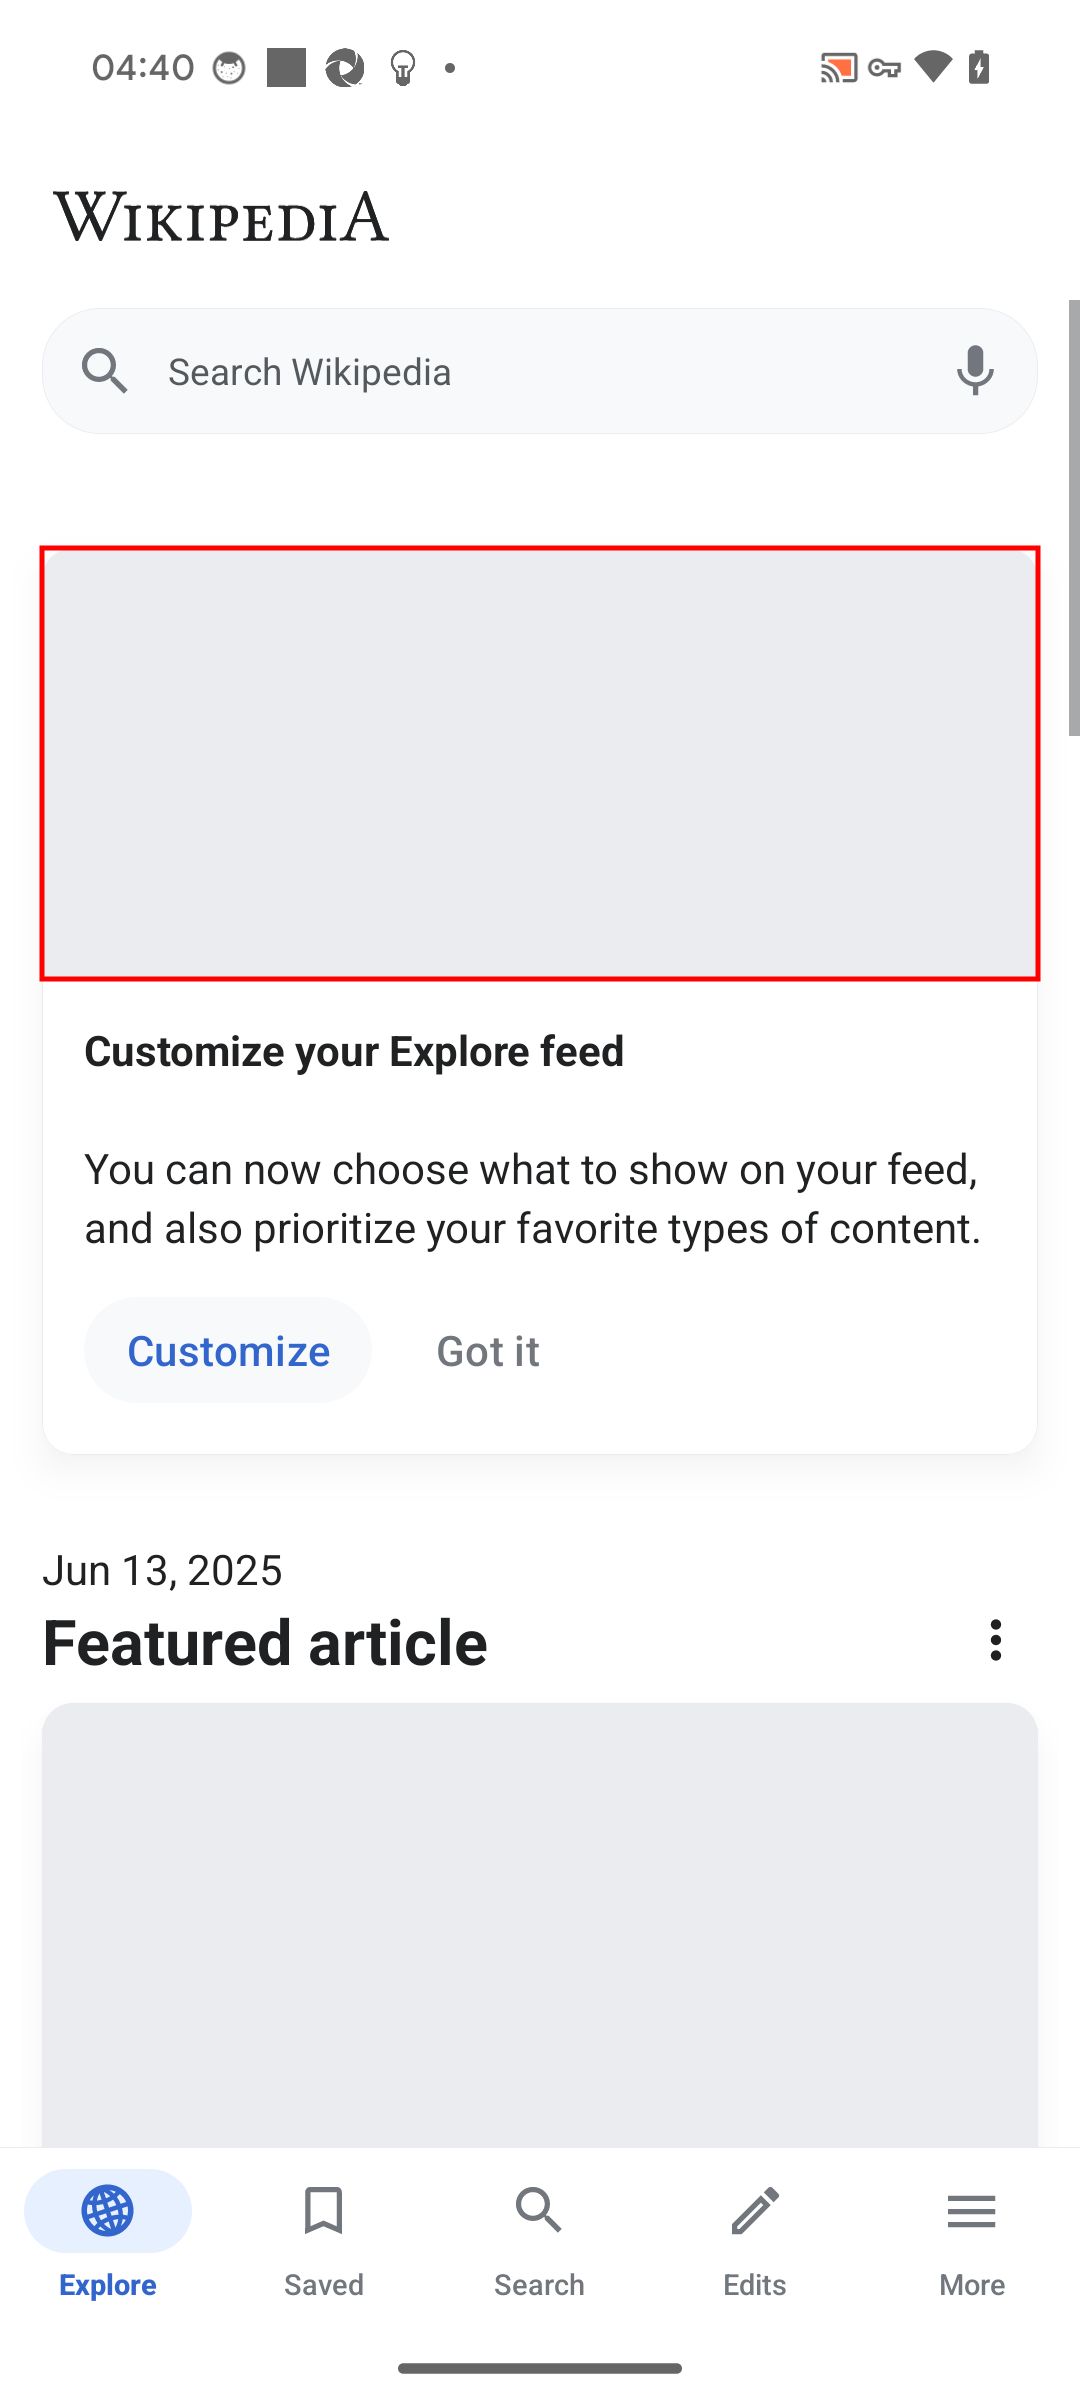 04:40
WIKIPEDIA
Search Wikipedia
Customize your Explore feed
You can now choose what to show on your feed,
and also prioritize your favorite types of content.
Customize
Got it
Jun 13, 2025
Featured article
Explore
Saved
Search
Edits
More